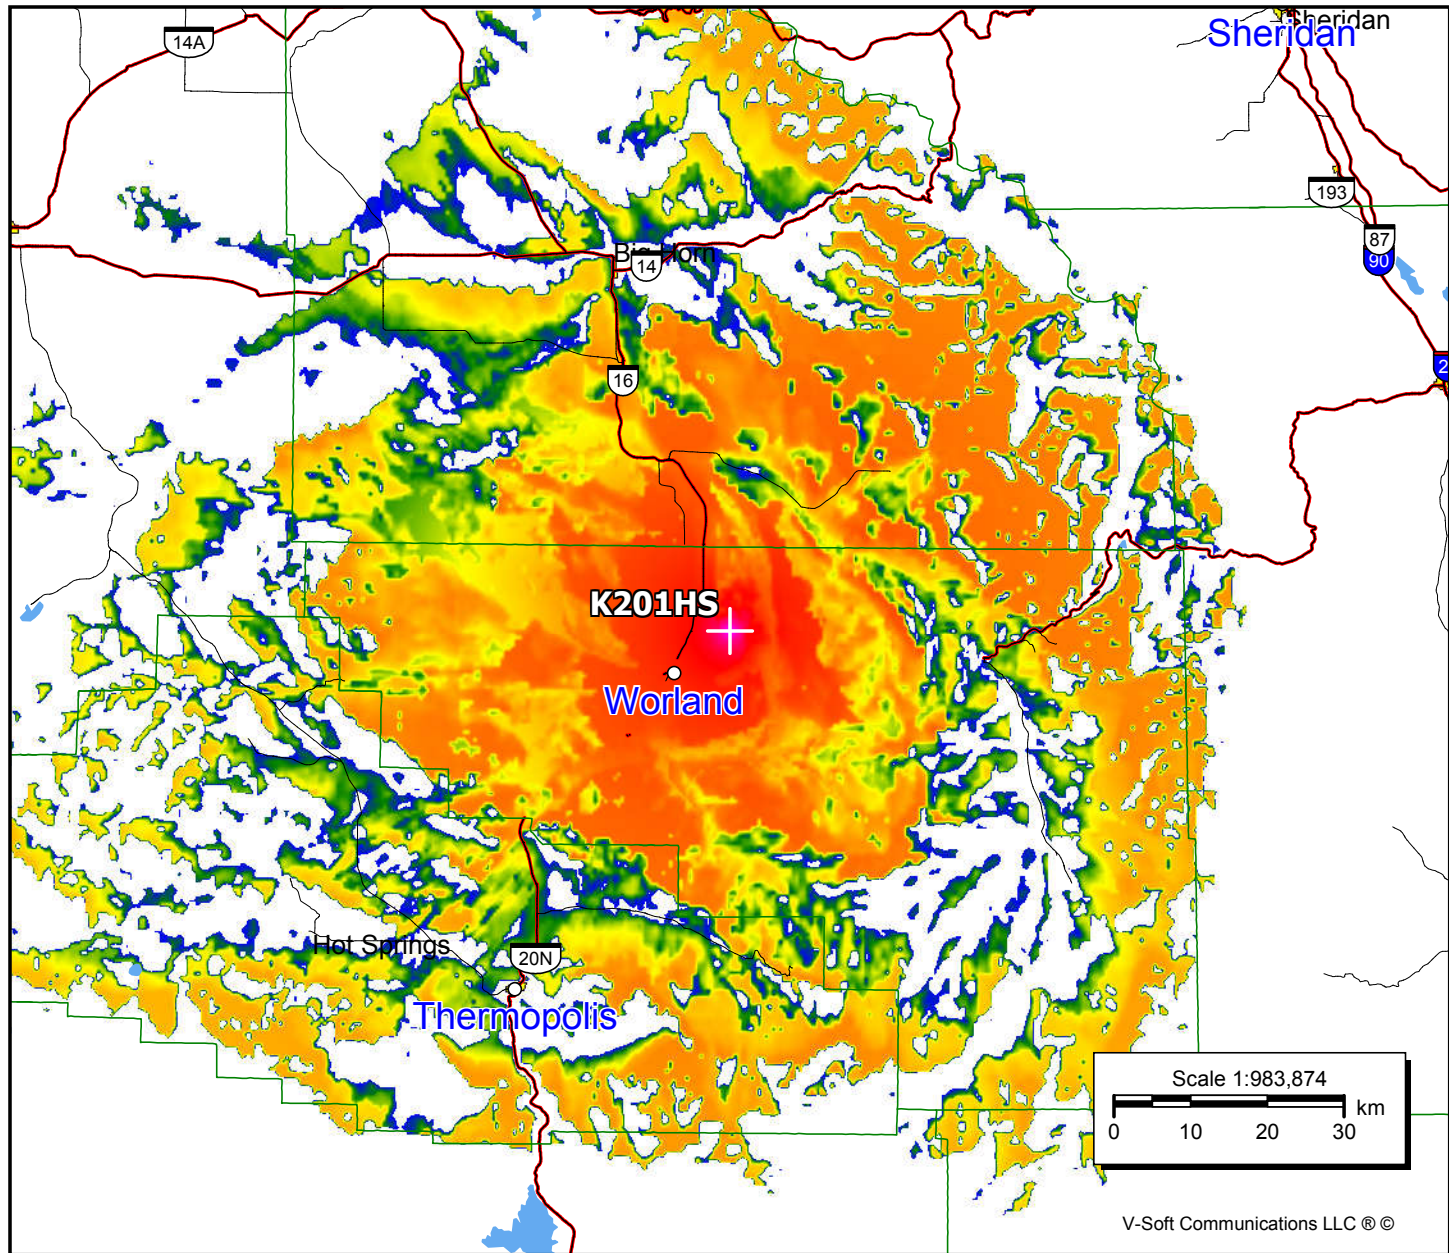 14A
Sheridan
Sheridan
193
87
90
Big Horn
14
2
16
K201HS
Worland
Hot Springs
20N
Thermopolis
Scale 1:983,874
km
0 10 20 30
V-Soft Communications LLC ® ©